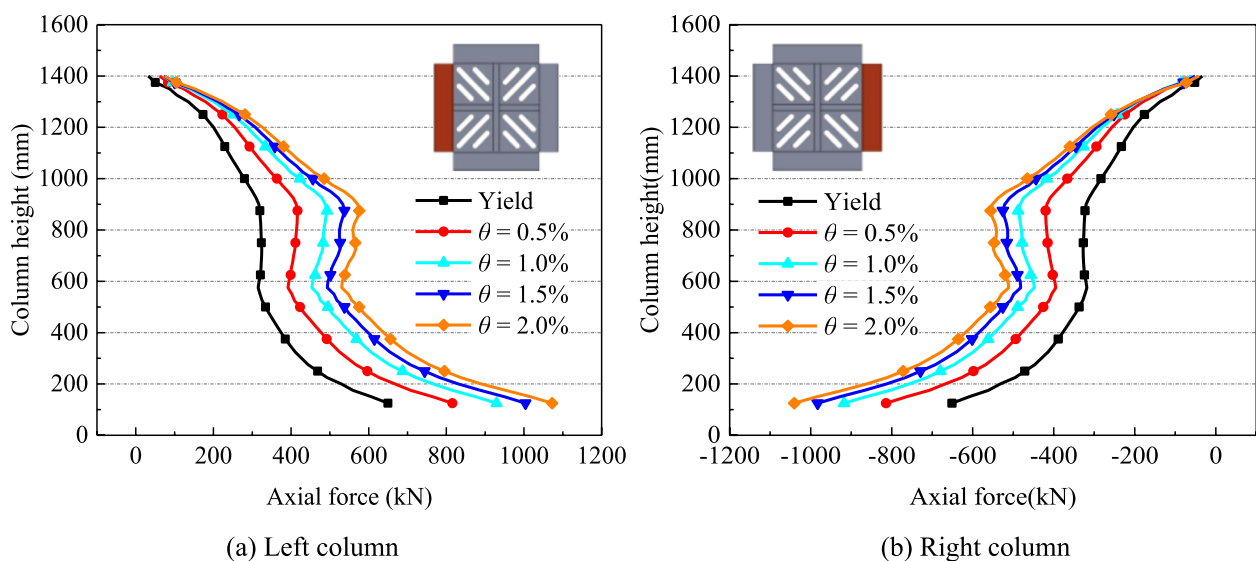 1600
1400
1200
1000
800
600
400
200
0
Column height (mm)
0 200 400 600 800 1000 1200
Axial force (kN)
Yield
θ = 0.5%
θ = 1.0%
θ = 1.5%
θ = 2.0%
(a) Left column
1600
1400
1200
1000
800
600
400
200
0
Column height(mm)
-1200 -1000 -800 -600 -400 -200 0
Axial force(kN)
Yield
θ = 0.5%
θ = 1.0%
θ = 1.5%
θ = 2.0%
(b) Right column